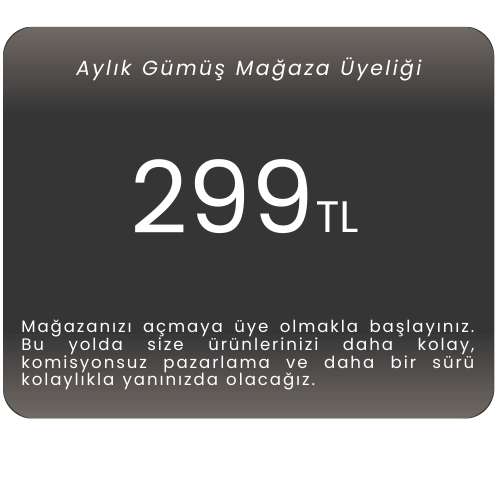 Aylık Gümüş Mağaza Üyeliği
299TL
Mağazanızı açmaya üye olmakla başlayınız.
Bu yolda size ürünlerinizi daha kolay,
komisyonsuz pazarlama ve daha bir sürü
kolaylıkla yanınızda olacağız.